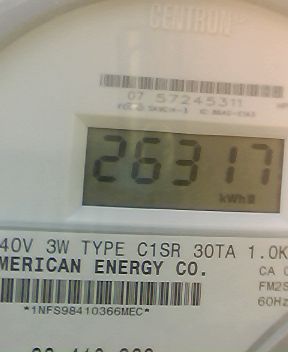 CENTRON
07 57245311
26317
kWh
40V 3W TYPE C1SR 30TA 1.0K
MERICAN ENERGY CO.
CA 0
FM2S
60Hz
*1NFS98410366MEC*